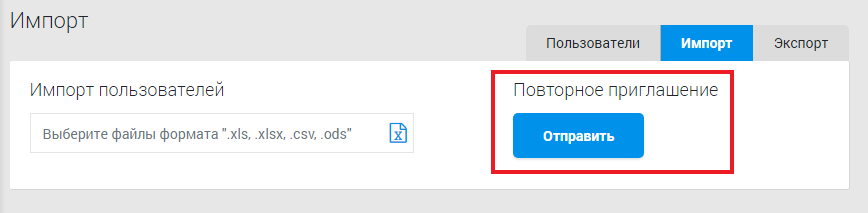 Импорт
Пользователи Импорт Экспорт
Импорт пользователей
Повторное приглашение
Выберите файлы формата ".xls, .xlsx, .csv, .ods"
Отправить